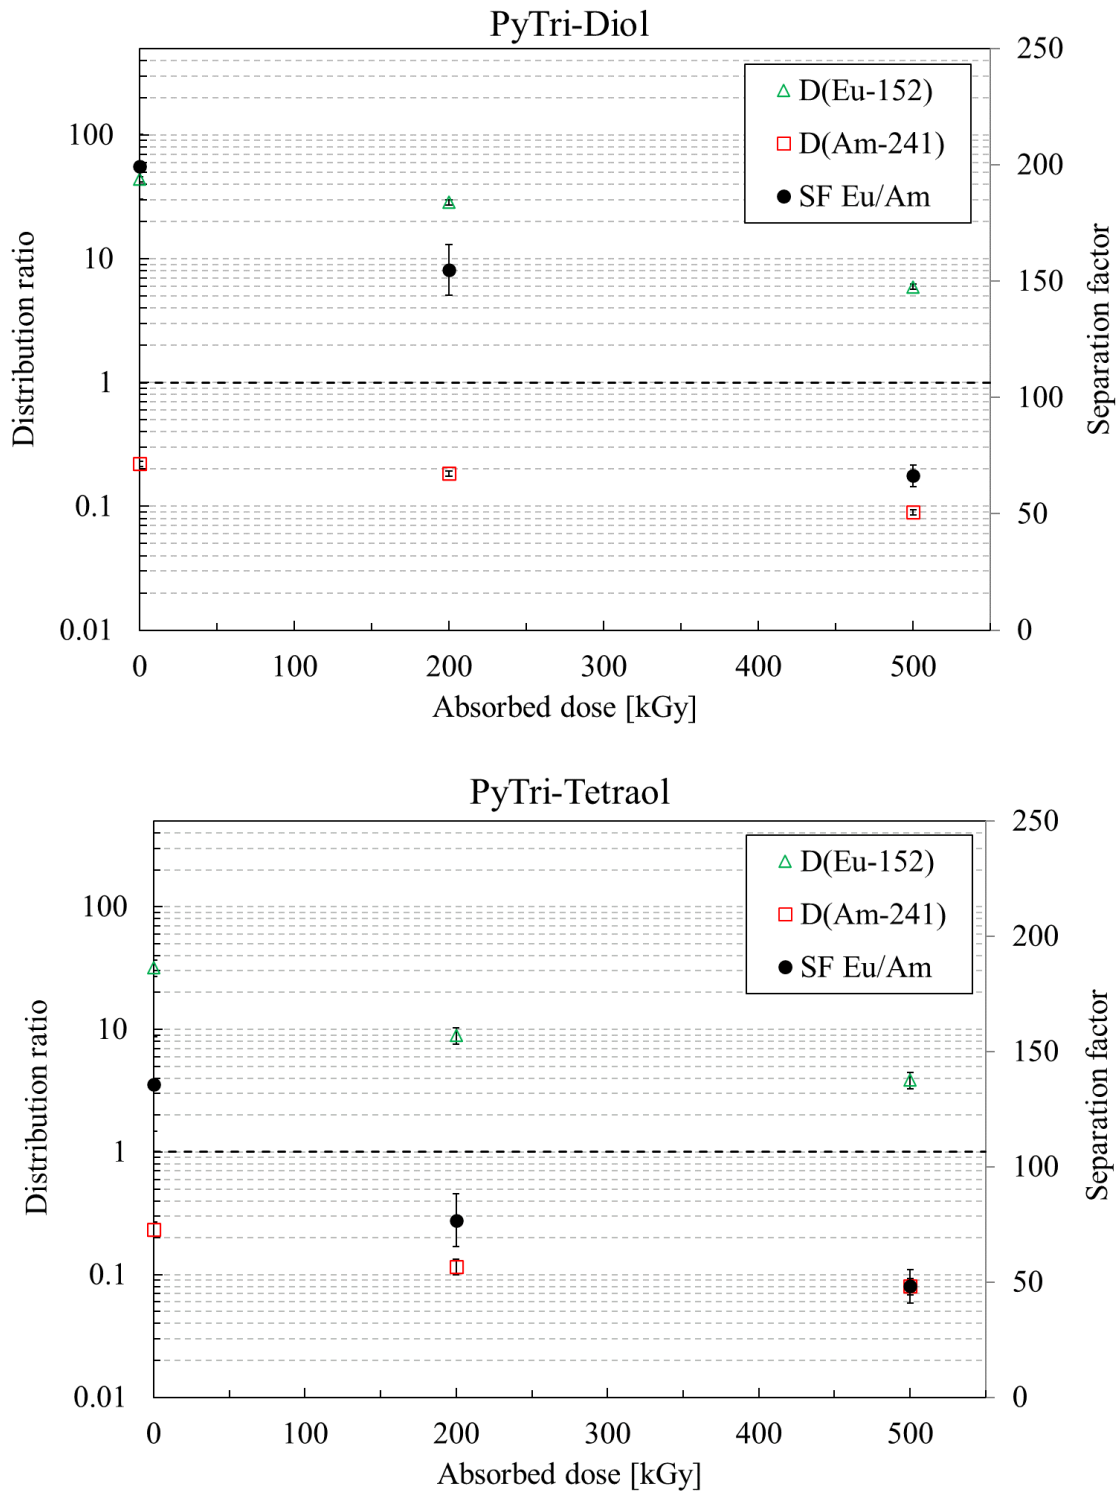 PyTri-Diol
250
D(Eu-152)
D(Am-241)
SF Eu/Am
100
200
10
150
1
100
0.1
50
0.01
0
Distribution ratio
Separation factor
0 100 200 300 400 500
Absorbed dose [kGy]
PyTri-Tetraol
250
D(Eu-152)
D(Am-241)
SF Eu/Am
100
200
10
150
1
100
0.1
50
0.01
0
Distribution ratio
Separation factor
0 100 200 300 400 500
Absorbed dose [kGy]